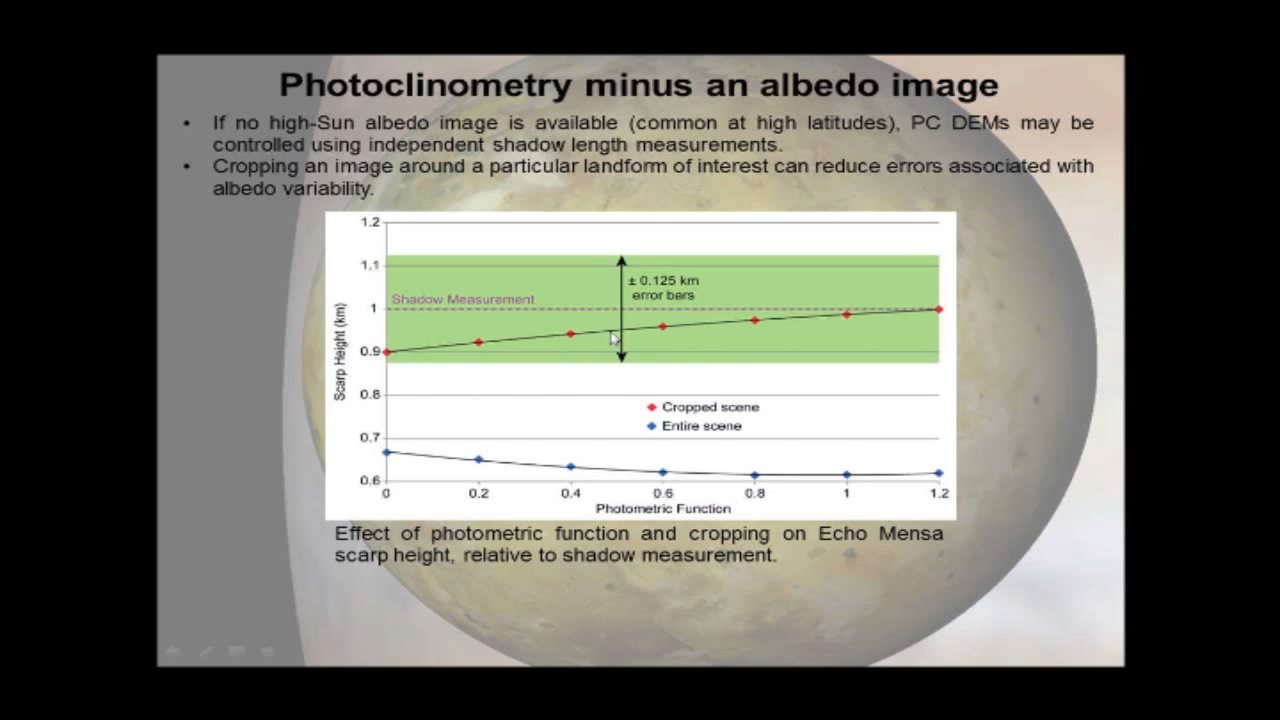 Photoclinometry minus an albedo image
• If no high-Sun albedo image is available (common at high latitudes), PC DEMs may be
controlled using independent shadow length measurements.
• Cropping an image around a particular landform of interest can reduce errors associated with
albedo variability.
1.2
1.1
± 0.125 km
error bars
Shadow Measurement
1
0.9
Scarp Height (km)
0.8
Cropped scene
Entire scene
0.7
0.6
0 0.2 0.4 0.6 0.8 1 1.2
Photometric Function
Effect of photometric function and cropping on Echo Mensa
scarp height, relative to shadow measurement.